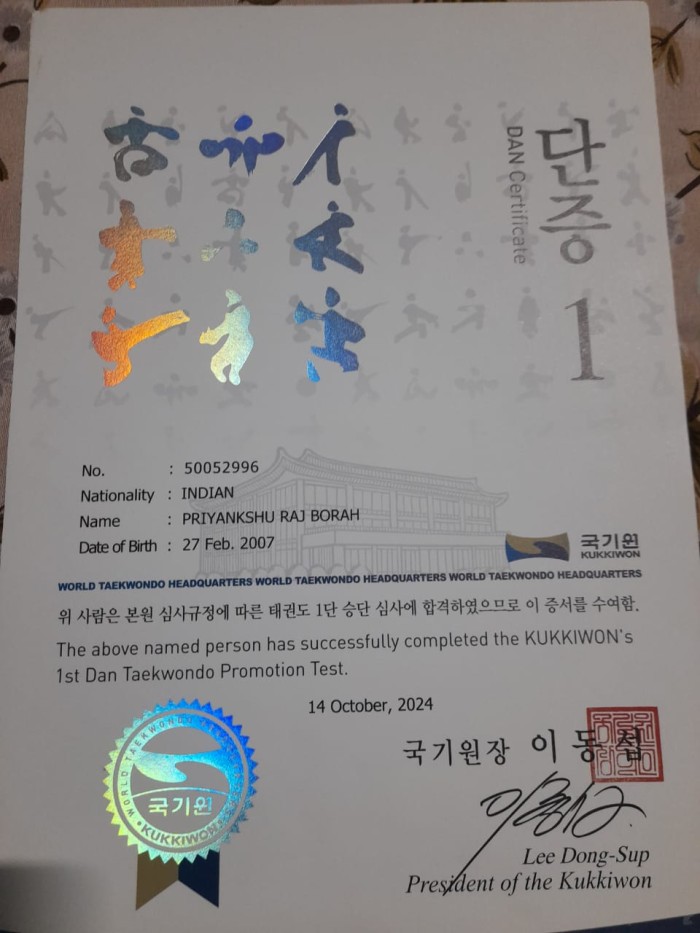 단증
DAN Certificate
1
No. : 50052996
Nationality : INDIAN
Name : PRIYANKSHU RAJ BORAH
Date of Birth : 27 Feb. 2007
국기원
KUKKIWON
WORLD TAEKWONDO HEADQUARTERS WORLD TAEKWONDO HEADQUARTERS WORLD TAEKWONDO HEADQUARTERS
위 사람은 본원 심사규정에 따른 태권도 1단 승단 심사에 합격하였으므로 이 증서를 수여함.
The above named person has successfully completed the KUKKIWON's
1st Dan Taekwondo Promotion Test.
14 October, 2024
국기원장 이동섭
Lee Dong-Sup
President of the Kukkiwon
국기원
KUKKIWON